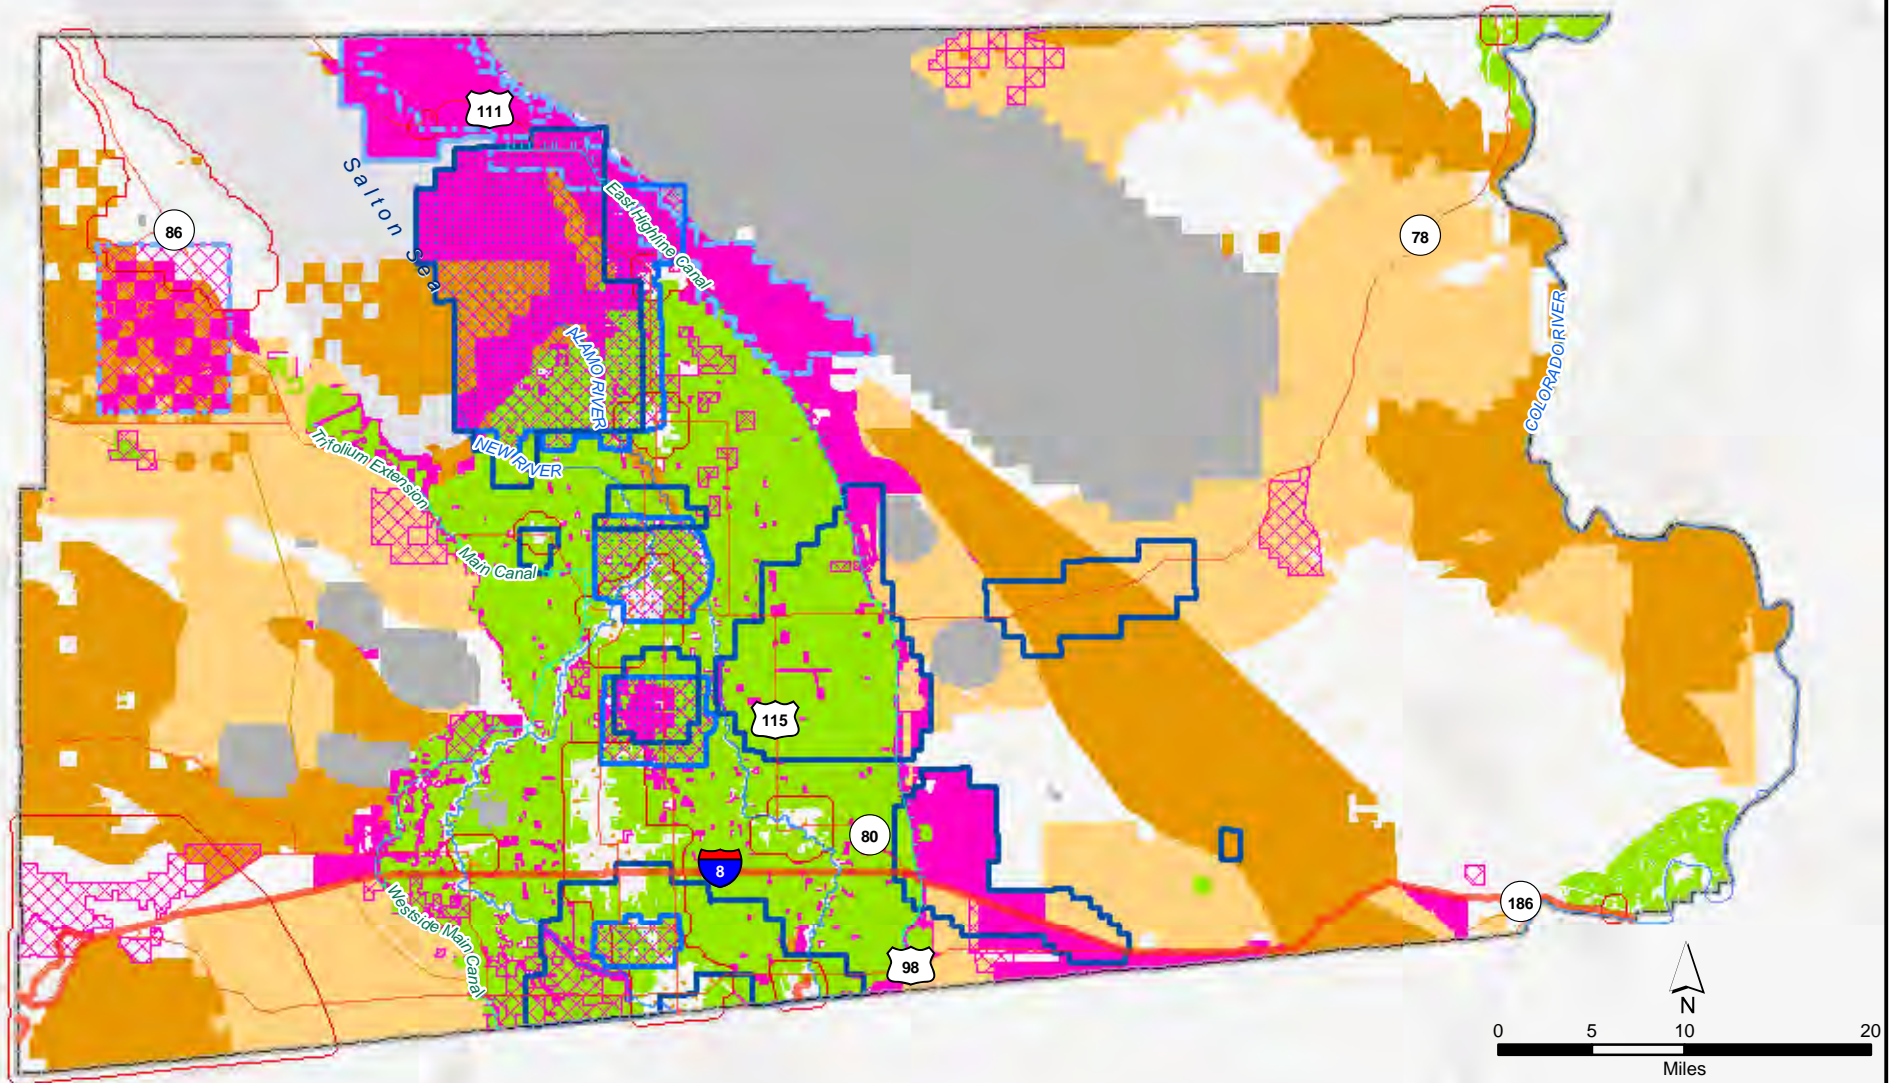 111
Salton Sea
East Highline Canal
86
78
COLORADO RIVER
ALAMO RIVER
NEW RIVER
Trifolium Extension
Main Canal
115
80
8
Westside Main Canal
186
98
N
0 5 10 20
Miles